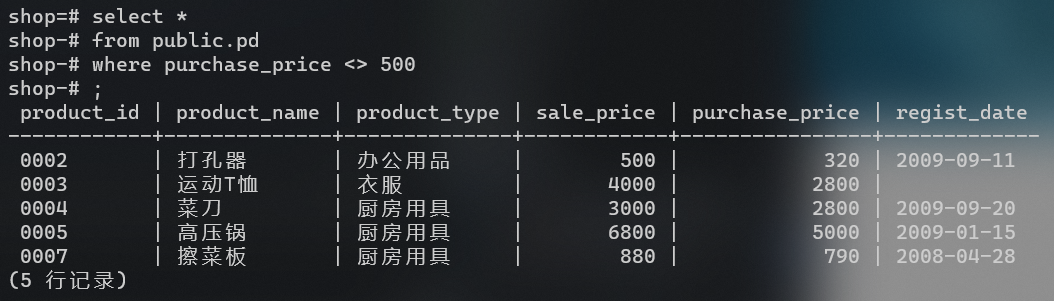 shop=# select *
shop-# from public.pd
shop-# where purchase_price <> 500
shop-# ;
 product_id | product_name | product_type | sale_price | purchase_price | regist_date
------------+--------------+--------------+------------+----------------+-------------
 0002       | 打孔器       | 办公用品     |        500 |            320 | 2009-09-11
 0003       | 运动T恤      | 衣服         |       4000 |           2800 |
 0004       | 菜刀         | 厨房用具     |       3000 |           2800 | 2009-09-20
 0005       | 高压锅       | 厨房用具     |       6800 |           5000 | 2009-01-15
 0007       | 擦菜板       | 厨房用具     |        880 |            790 | 2008-04-28
(5 行记录)